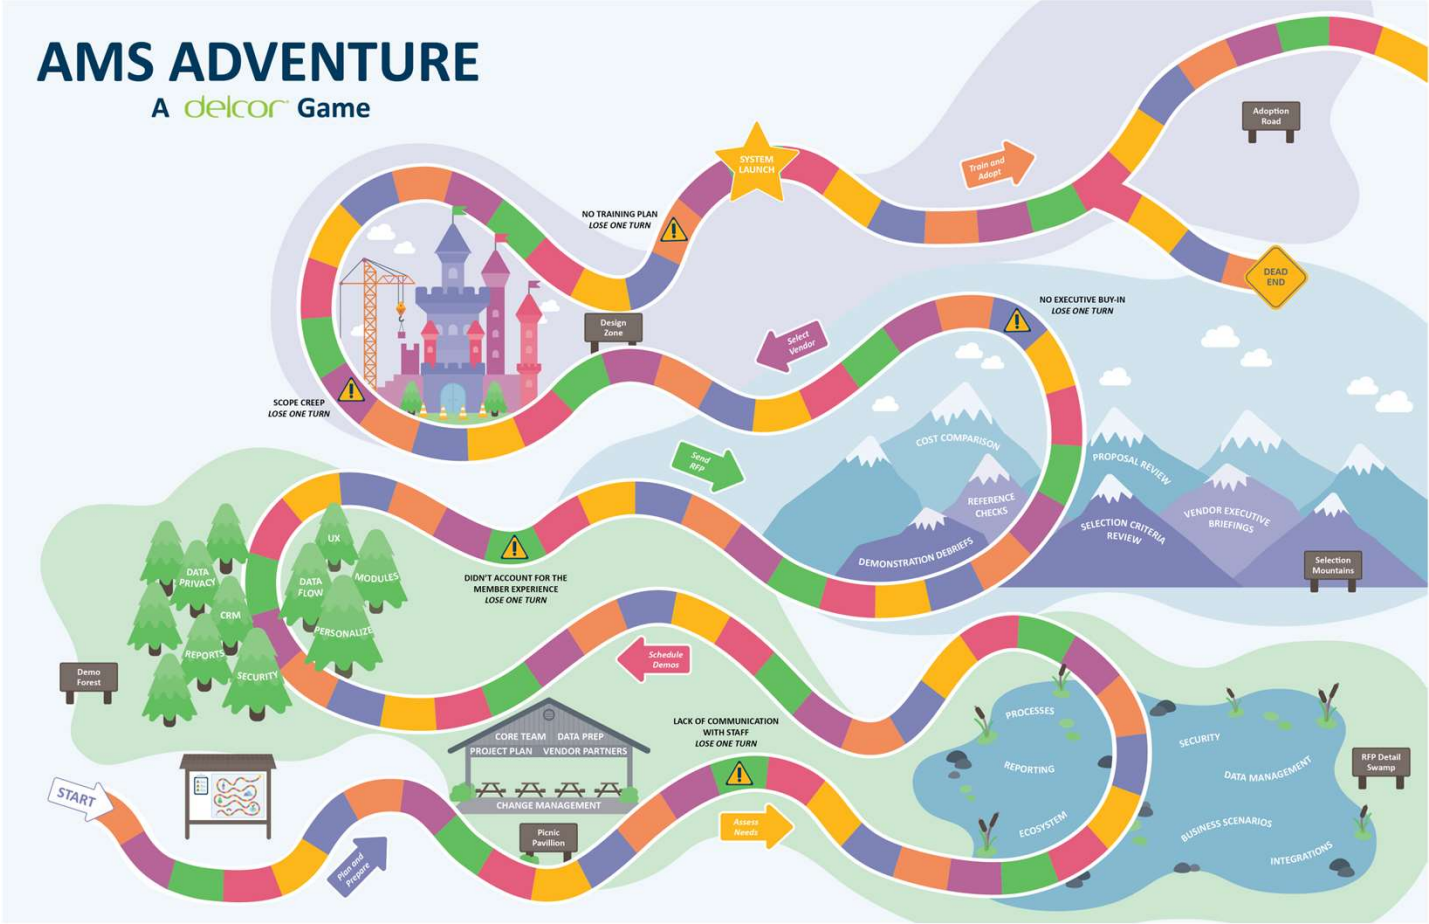 AMS ADVENTURE
A delcor Game
Adoption
Road
SYSTEM
LAUNCH
Train and
Adopt
NO TRAINING PLAN
LOSE ONE TURN
DEAD
END
NO EXECUTIVE BUY-IN
LOSE ONE TURN
Design
Zone
Select
Vendor
SCOPE CREEP
LOSE ONE TURN
COST COMPARISON
PROPOSAL REVIEW
Send
RFP
REFERENCE
CHECKS
VENDOR EXECUTIVE
BRIEFINGS
SELECTION CRITERIA
REVIEW
DEMONSTRATION DEBRIEFS
Selection
Mountains
UX
DATA
PRIVACY
DATA
FLOW
MODULES
CRM
PERSONALIZE
REPORTS
SECURITY
DIDN'T ACCOUNT FOR THE
MEMBER EXPERIENCE
LOSE ONE TURN
Demo
Forest
Schedule
Demos
LACK OF COMMUNICATION
WITH STAFF
LOSE ONE TURN
CORE TEAM DATA PREP
PROJECT PLAN VENDOR PARTNERS
CHANGE MANAGEMENT
PROCESSES
SECURITY
REPORTING
DATA MANAGEMENT
RFP Detail
Swamp
ECOSYSTEM
BUSINESS SCENARIOS
INTEGRATIONS
START
Assess
Needs
Picnic
Pavillion
Plan and
Prepare